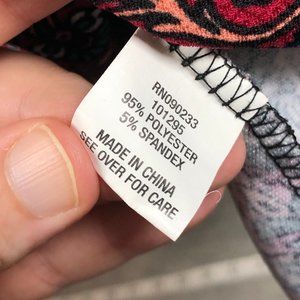 RN090233
101295
95% POLYESTER
5% SPANDEX
MADE IN CHINA
SEE OVER FOR CARE